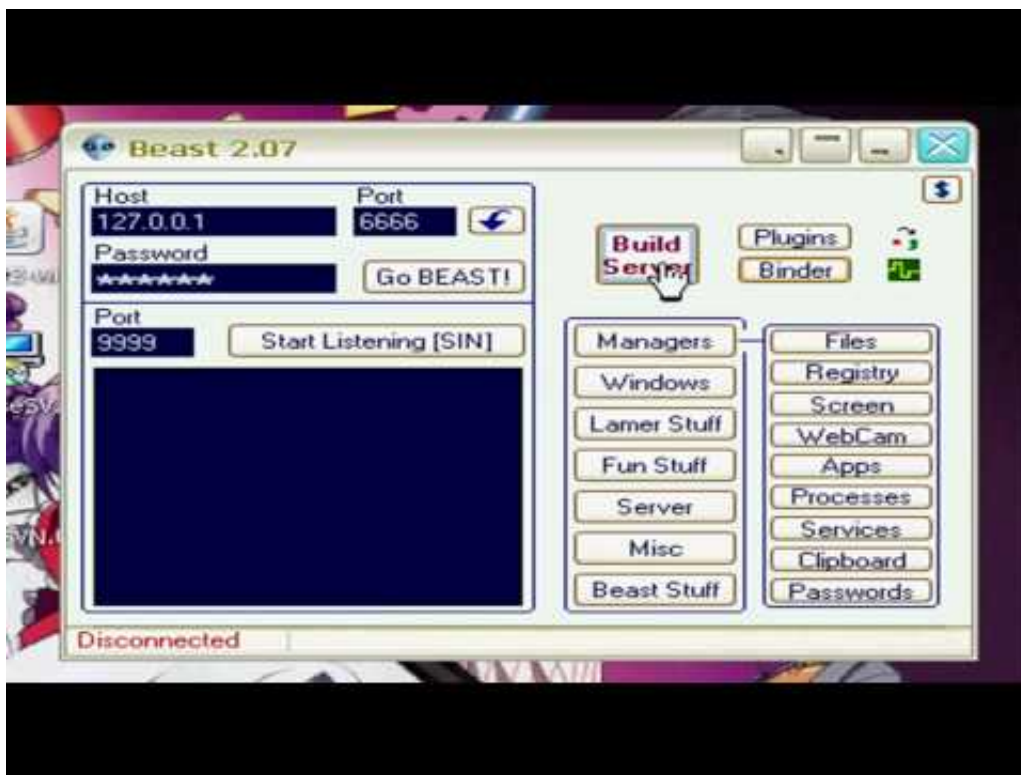 Beast 2.07
Host
Port
127.0.0.1
6666
Password
******
Go BEAST!
Port
9999
Start Listening [SIN]
Disconnected
$
Build
Server
Plugins
Binder
Managers
Windows
Lamer Stuff
Fun Stuff
Server
Misc
Beast Stuff
Files
Registry
Screen
WebCam
Apps
Processes
Services
Clipboard
Passwords